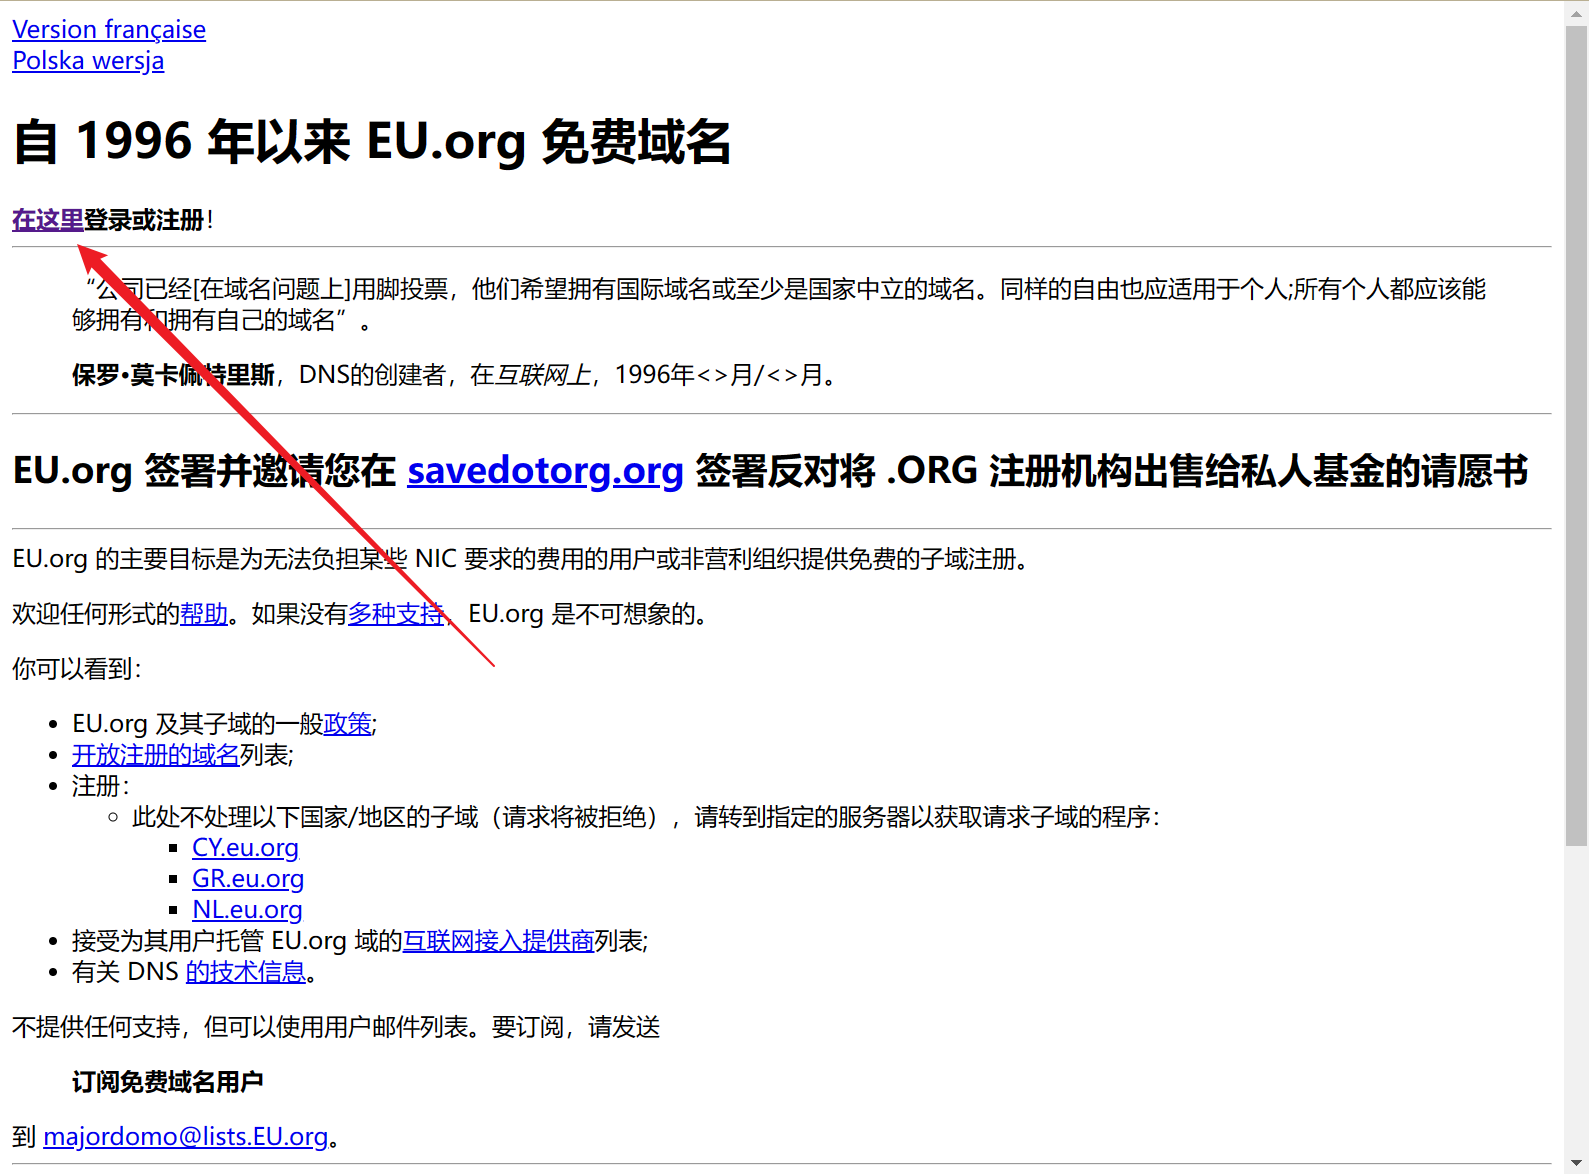 Version française
Polska wersja
自 1996 年以来 EU.org 免费域名
在这里登录或注册！
“公司已经[在域名问题上]用脚投票，他们希望拥有国际域名或至少是国家中立的域名。同样的自由也应适用于个人;所有个人都应该能
够拥有和拥有自己的域名”。
保罗·莫卡佩特里斯，DNS的创建者，在互联网上，1996年<>月/<>月。
EU.org 签署并邀请您在 savedotorg.org 签署反对将 .ORG 注册机构出售给私人基金的请愿书
EU.org 的主要目标是为无法负担某些 NIC 要求的费用的用户或非营利组织提供免费的子域注册。
欢迎任何形式的帮助。如果没有多种支持，EU.org 是不可想象的。
你可以看到：
• EU.org 及其子域的一般政策;
• 开放注册的域名列表;
• 注册：
◦ 此处不处理以下国家/地区的子域（请求将被拒绝），请转到指定的服务器以获取请求子域的程序：
▪ CY.eu.org
▪ GR.eu.org
▪ NL.eu.org
• 接受为其用户托管 EU.org 域的互联网接入提供商列表;
• 有关 DNS 的技术信息。
不提供任何支持，但可以使用用户邮件列表。要订阅，请发送
订阅免费域名用户
到 majordomo@lists.EU.org。